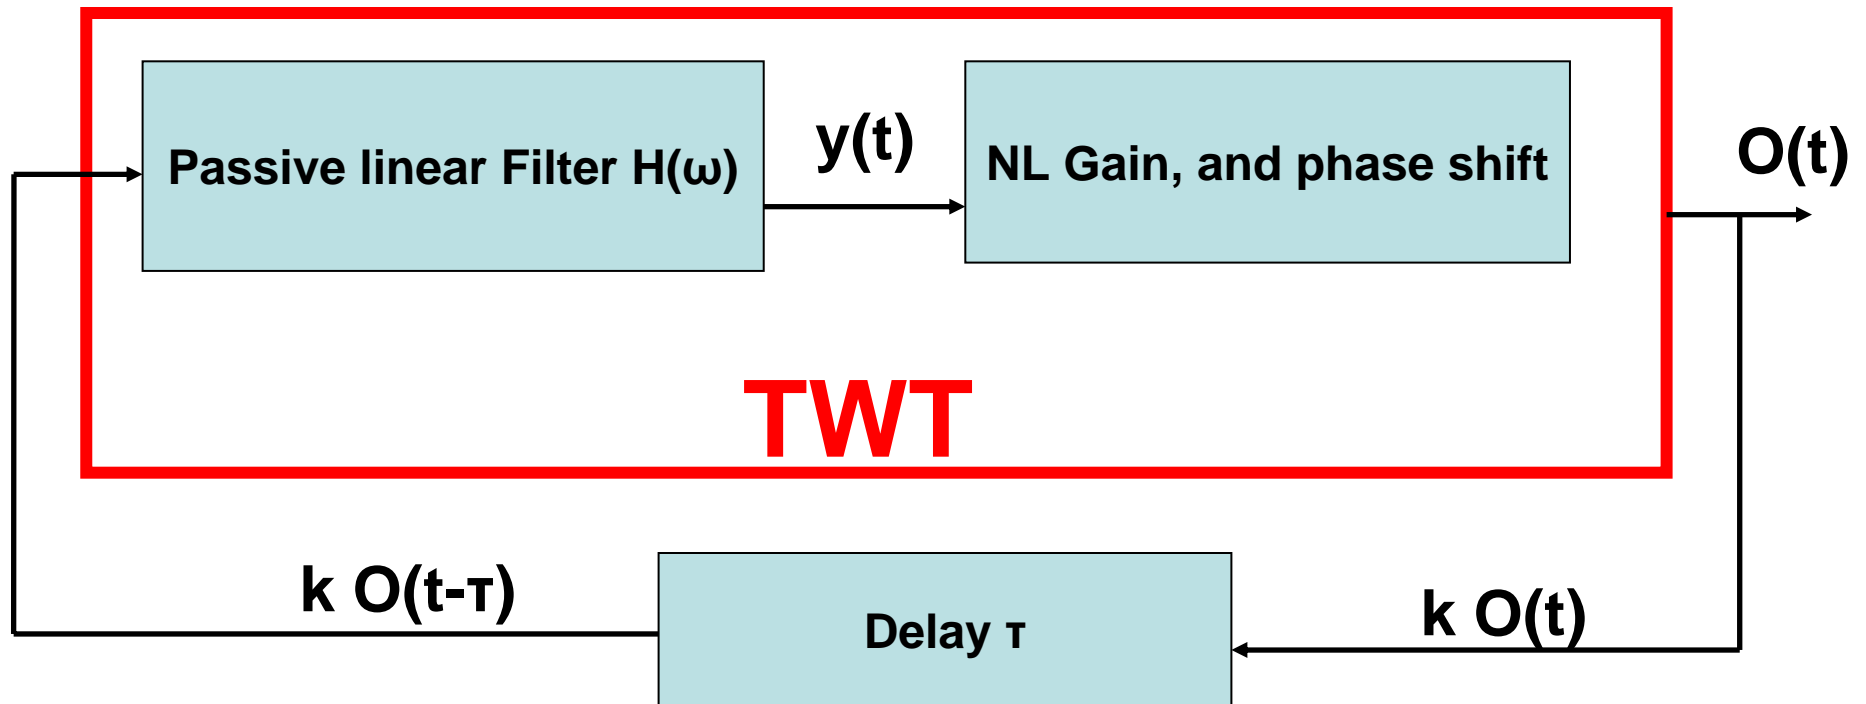 Passive linear Filter H(ω)
y(t)
NL Gain, and phase shift
O(t)
TWT
k O(t-τ)
Delay τ
k O(t)